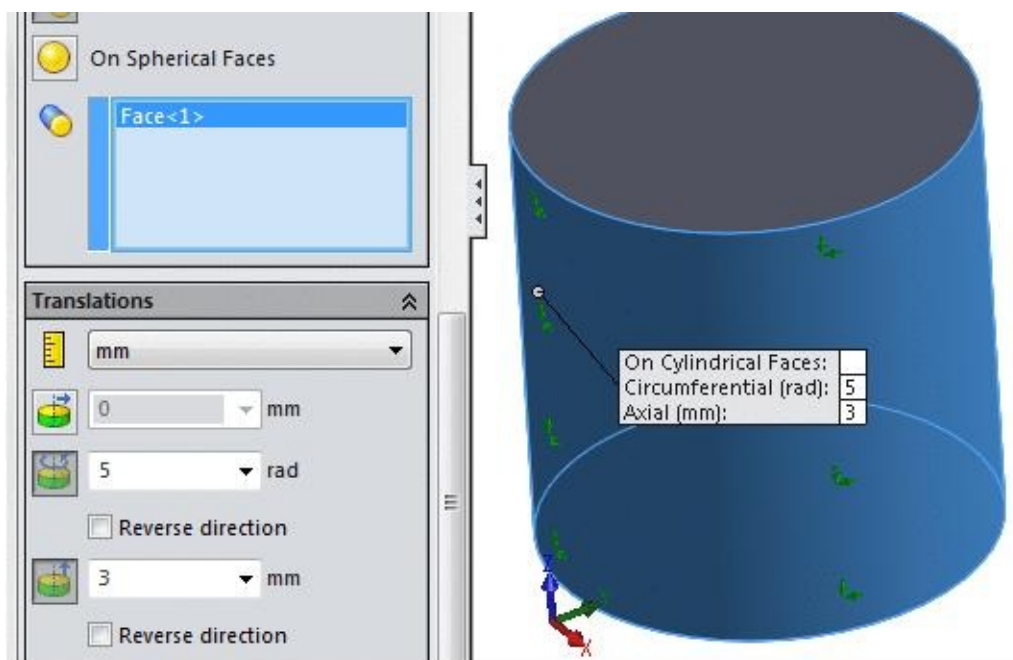 On Spherical Faces
Face<1>
Translations
mm
0 mm
5 rad
Reverse direction
3 mm
Reverse direction
On Cylindrical Faces:
Circumferential (rad): 5
Axial (mm): 3
Z
X